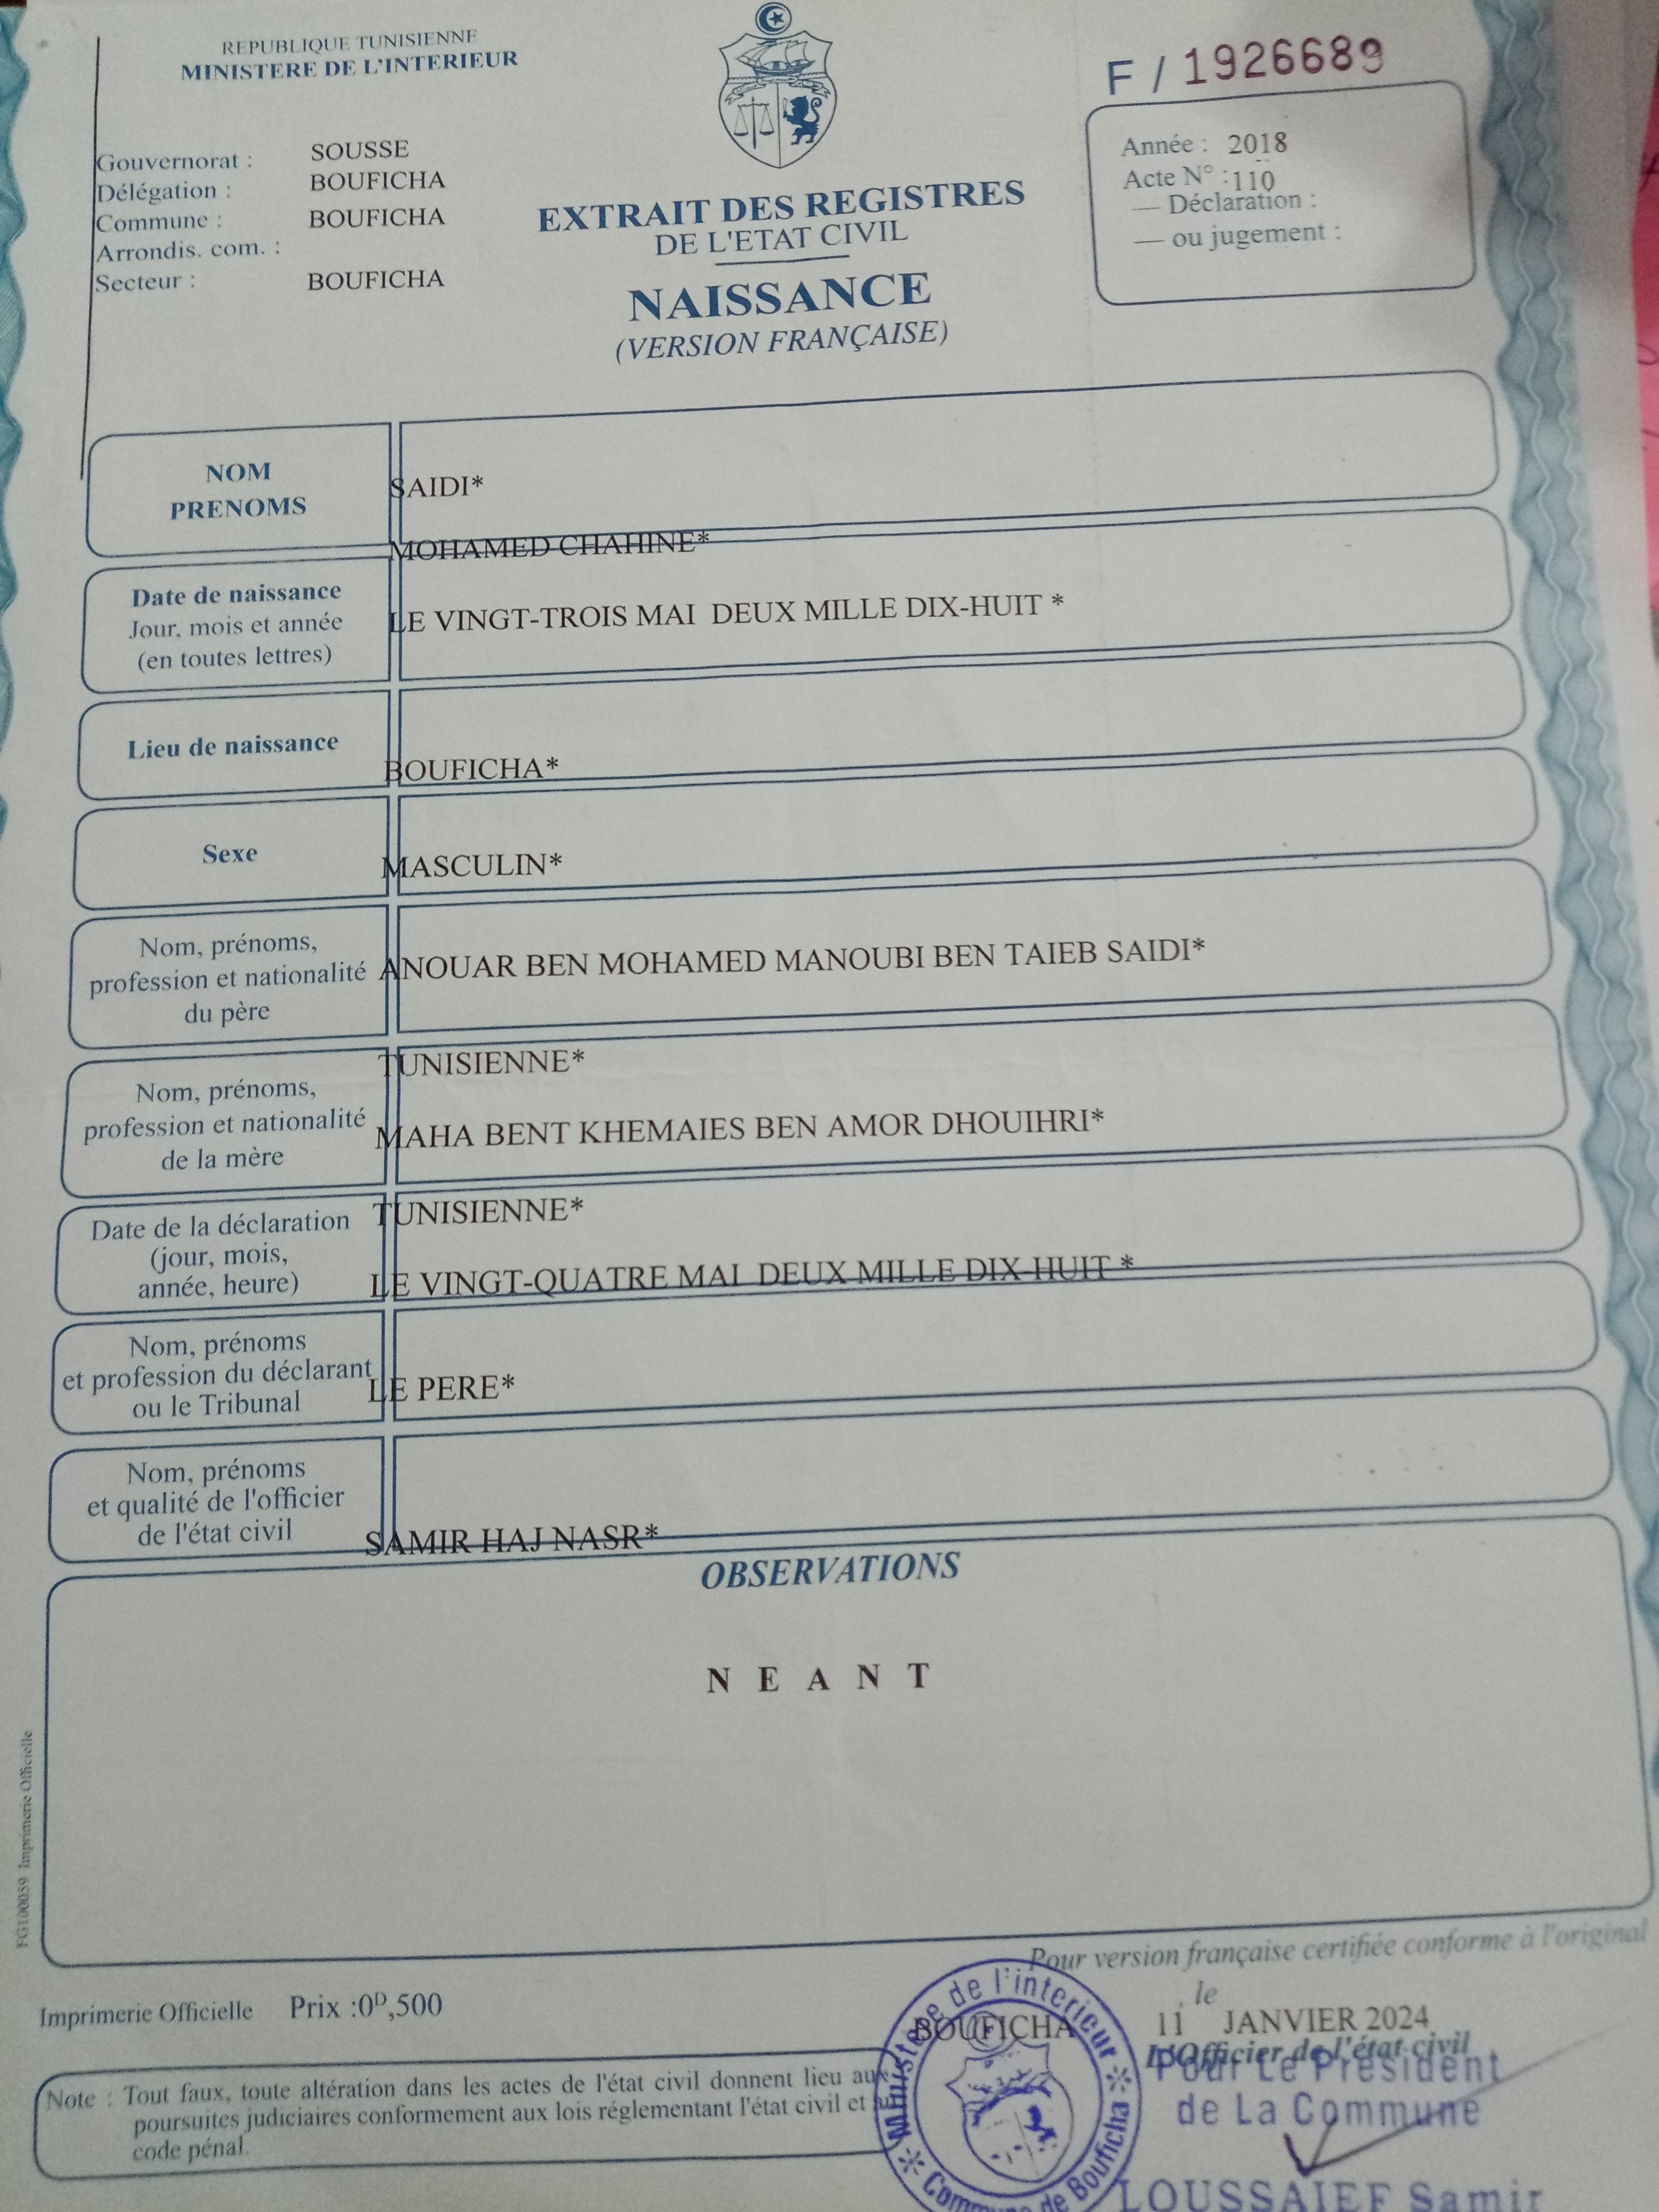 REPUBLIQUE TUNISIENNE
MINISTERE DE L'INTERIEUR
F / 1926689
Gouvernorat : SOUSSE
Délégation : BOUFICHA
Commune : BOUFICHA
Arrondis. com. :
Secteur : BOUFICHA
EXTRAIT DES REGISTRES
DE L'ETAT CIVIL
NAISSANCE
(VERSION FRANÇAISE)
Année : 2018
Acte N° : 110
— Déclaration :
— ou jugement :
NOM
PRENOMS
SAIDI*
MOHAMED CHAHINE*
Date de naissance
Jour, mois et année
(en toutes lettres)
LE VINGT-TROIS MAI DEUX MILLE DIX-HUIT *
Lieu de naissance
BOUFICHA*
Sexe
MASCULIN*
Nom, prénoms,
profession et nationalité
du père
ANOUAR BEN MOHAMED MANOUBI BEN TAIEB SAIDI*
TUNISIENNE*
Nom, prénoms,
profession et nationalité
de la mère
MAHA BENT KHEMAIES BEN AMOR DHOUIHRI*
TUNISIENNE*
Date de la déclaration
(jour, mois,
année, heure)
LE VINGT-QUATRE MAI DEUX MILLE DIX-HUIT *
Nom, prénoms
et profession du déclarant
ou le Tribunal
LE PERE*
Nom, prénoms
et qualité de l'officier
de l'état civil
SAMIR HAJ NASR*
OBSERVATIONS
N E A N T
FG100059 Imprimerie Officielle
Pour version française certifiée conforme à l'original
Imprimerie Officielle Prix :0ᴰ,500
le
BOUFICHA 11 JANVIER 2024
L'Officier de l'état civil
Pour Le Président
de La Commune
LOUSSAIEF Samir
Ministère de l'interieur
Commune de Bouficha
Note : Tout faux, toute altération dans les actes de l'état civil donnent lieu aux
poursuites judiciaires conformement aux lois réglementant l'état civil et au
code pénal.